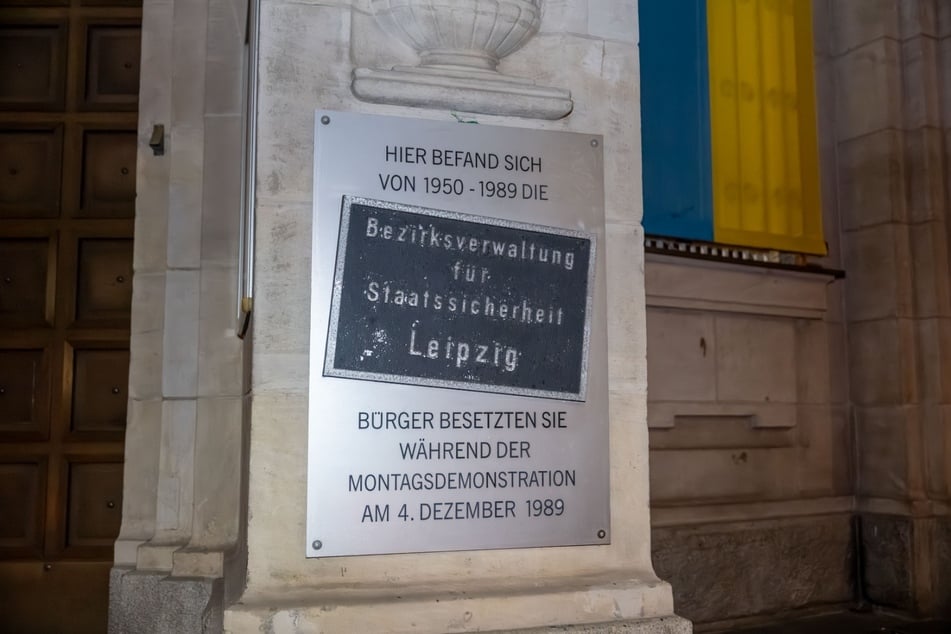 HIER BEFAND SICH
VON 1950 - 1989 DIE
Bezirksverwaltung
für
Staatssicherheit
Leipzig
BÜRGER BESETZTEN SIE
WÄHREND DER
MONTAGSDEMONSTRATION
AM 4. DEZEMBER 1989